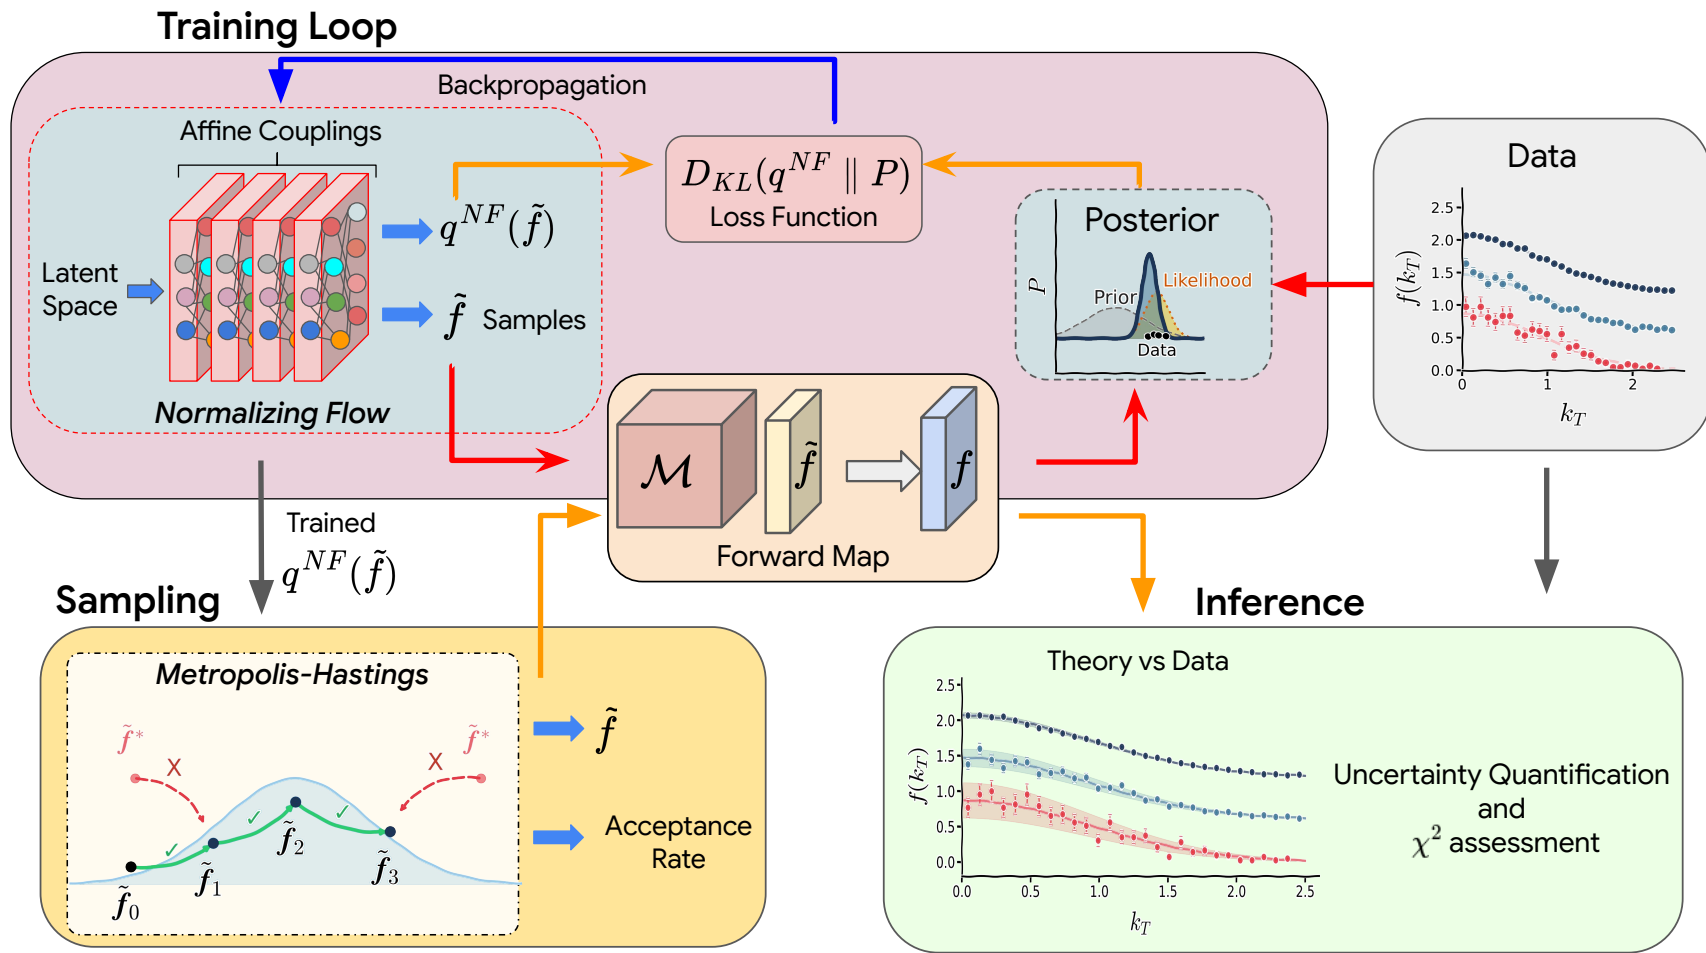 Training Loop
Backpropagation
Affine Couplings
Latent
Space
q^{NF}(f̃)
f̃ Samples
Normalizing Flow
D_{KL}(q^{NF} ∥ P)
Loss Function
Posterior
P
Prior
Likelihood
Data
Data
f(k_T)
2.5
2.0
1.5
1.0
0.5
0.0
0 1 2
k_T
ℳ f̃ f
Forward Map
Trained
q^{NF}(f̃)
Sampling
Metropolis-Hastings
f̃* f̃*
X X
✓ ✓ ✓
f̃_0 f̃_1 f̃_2 f̃_3
f̃
Acceptance
Rate
Inference
Theory vs Data
f(k_T)
2.5
2.0
1.5
1.0
0.5
0.0
0.0 0.5 1.0 1.5 2.0 2.5
k_T
Uncertainty Quantification
and
χ² assessment